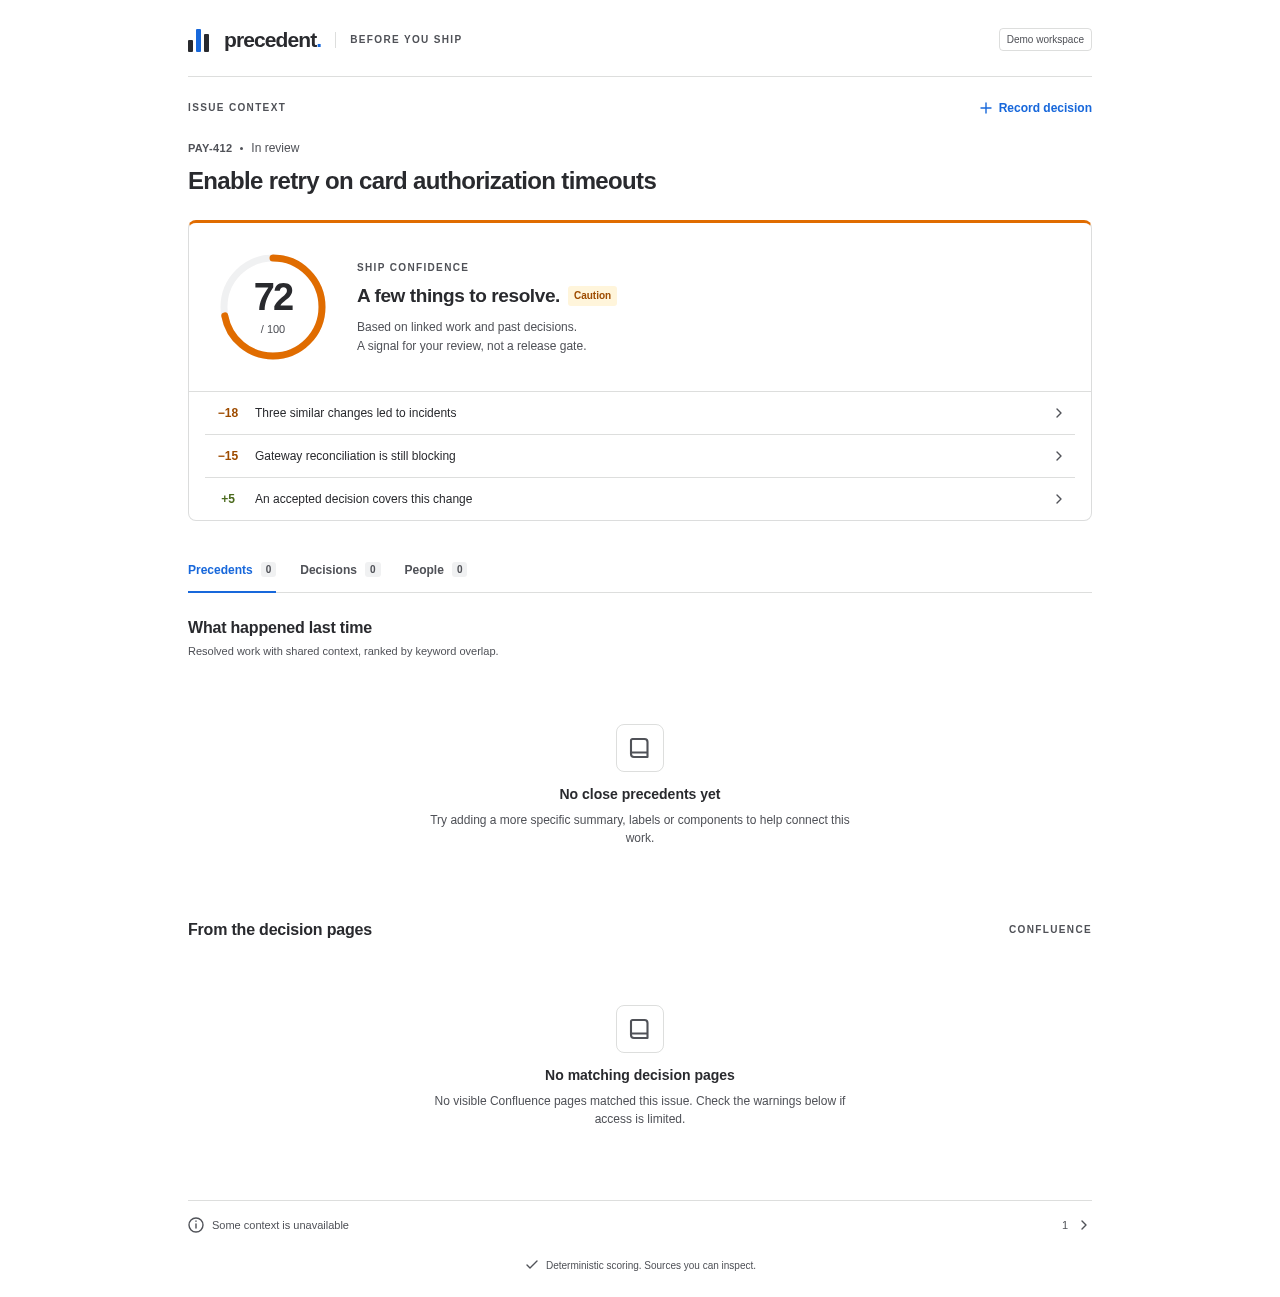 precedent.
BEFORE YOU SHIP
Demo workspace
ISSUE CONTEXT
Record decision
PAY-412 • In review
Enable retry on card authorization timeouts
72
/ 100
SHIP CONFIDENCE
A few things to resolve. Caution
Based on linked work and past decisions.
A signal for your review, not a release gate.
−18 Three similar changes led to incidents
−15 Gateway reconciliation is still blocking
+5 An accepted decision covers this change
Precedents 0 Decisions 0 People 0
What happened last time
Resolved work with shared context, ranked by keyword overlap.
No close precedents yet
Try adding a more specific summary, labels or components to help connect this
work.
From the decision pages
CONFLUENCE
No matching decision pages
No visible Confluence pages matched this issue. Check the warnings below if
access is limited.
Some context is unavailable 1
Deterministic scoring. Sources you can inspect.